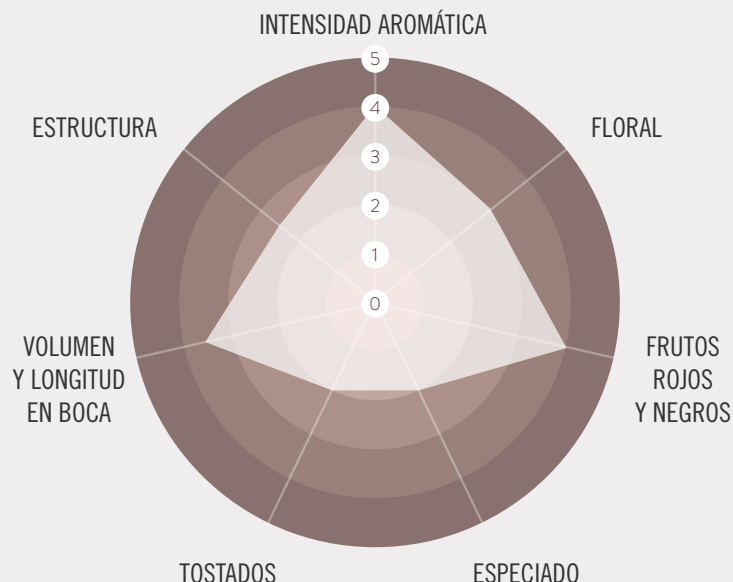 INTENSIDAD AROMÁTICA
5
4
3
2
1
0
ESTRUCTURA
FLORAL
VOLUMEN
Y LONGITUD
EN BOCA
FRUTOS
ROJOS
Y NEGROS
TOSTADOS
ESPECIADO